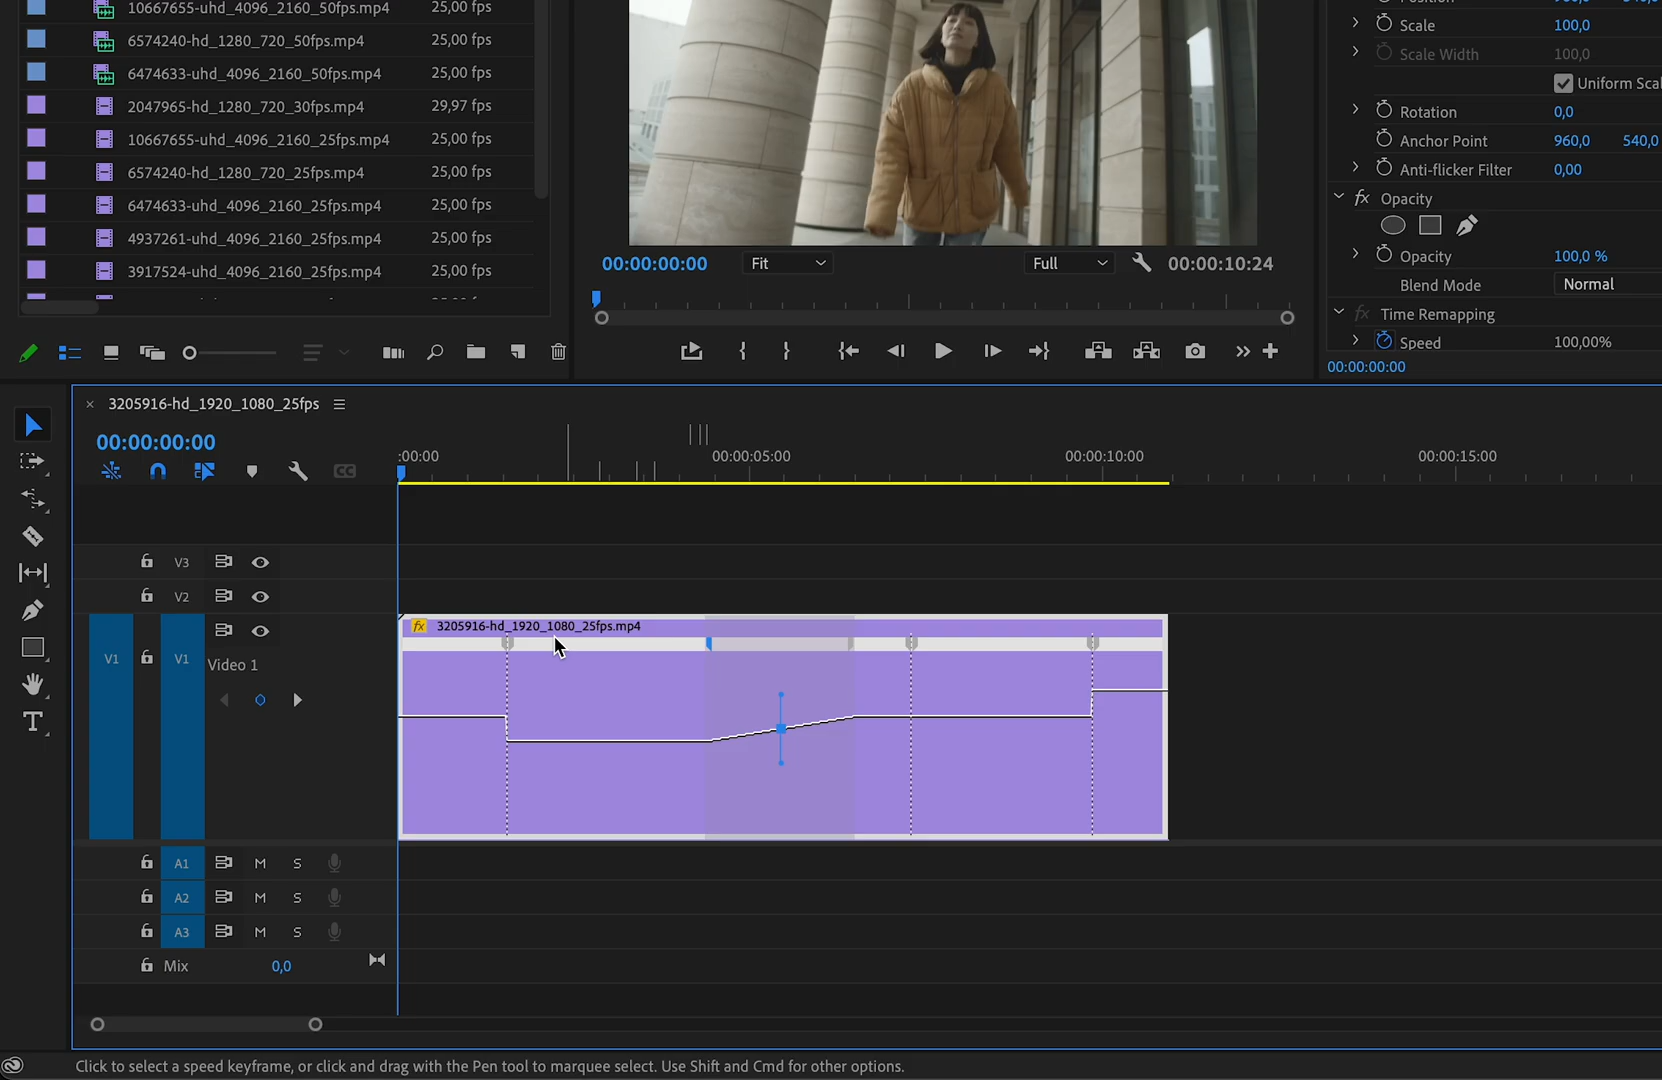 10667655-uhd_4096_2160_50fps.mp4 25,00 fps
6574240-hd_1280_720_50fps.mp4 25,00 fps
6474633-uhd_4096_2160_50fps.mp4 25,00 fps
2047965-hd_1280_720_30fps.mp4 29,97 fps
10667655-uhd_4096_2160_25fps.mp4 25,00 fps
6574240-hd_1280_720_25fps.mp4 25,00 fps
6474633-uhd_4096_2160_25fps.mp4 25,00 fps
4937261-uhd_4096_2160_25fps.mp4 25,00 fps
3917524-uhd_4096_2160_25fps.mp4 25,00 fps
00:00:00:00 Fit Full 00:00:10:24
Position
Scale 100,0
Scale Width 100,0
Uniform Scal
Rotation 0,0
Anchor Point 960,0 540,0
Anti-flicker Filter 0,00
fx Opacity
Opacity 100,0 %
Blend Mode Normal
fx Time Remapping
Speed 100,00%
00:00:00:00
× 3205916-hd_1920_1080_25fps
00:00:00:00
CC
:00:00 00:00:05:00 00:00:10:00 00:00:15:00
V3
V2
fx 3205916-hd_1920_1080_25fps.mp4
V1 V1 Video 1
A1 M S
A2 M S
A3 M S
Mix 0,0
T
Click to select a speed keyframe, or click and drag with the Pen tool to marquee select. Use Shift and Cmd for other options.